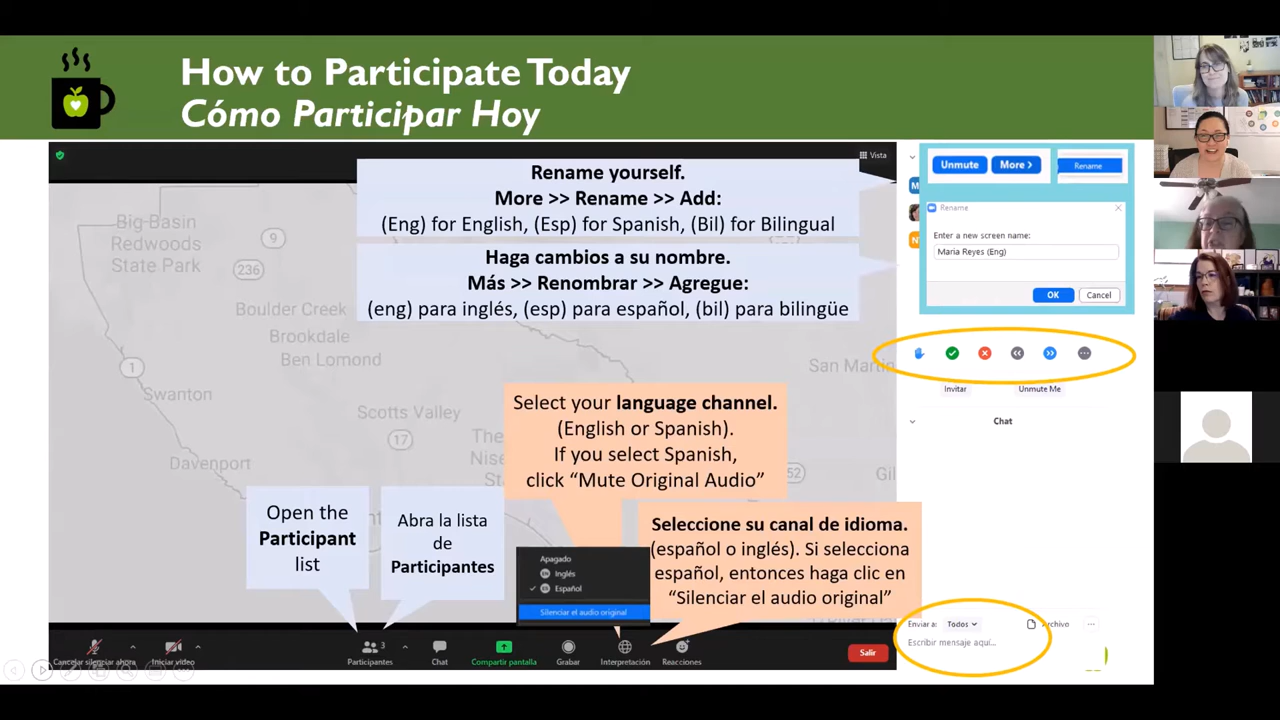 How to Participate Today
Cómo Participar Hoy
Vista
Rename yourself.
More >> Rename >> Add:
(Eng) for English, (Esp) for Spanish, (Bil) for Bilingual
Haga cambios a su nombre.
Más >> Renombrar >> Agregue:
(eng) para inglés, (esp) para español, (bil) para bilingüe
Unmute
More >
Rename
Rename
Enter a new screen name:
Maria Reyes (Eng)
OK
Cancel
Invitar
Unmute Me
Chat
Big-Basin
Redwoods
State Park
9
236
Boulder Creek
Brookdale
Ben Lomond
1
Swanton
San Martin
Scotts Valley
17
The
Nise
Davenport
52
Gil
Select your language channel.
(English or Spanish).
If you select Spanish,
click “Mute Original Audio”
Open the
Participant
list
Abra la lista
de
Participantes
Seleccione su canal de idioma.
(español o inglés). Si selecciona
español, entonces haga clic en
“Silenciar el audio original”
Apagado
Inglés
Español
Silenciar el audio original
Enviar a:
Todos
Archivo
Escribir mensaje aquí...
Cancelar silenciar ahora
Iniciar video
3
Participantes
Chat
Compartir pantalla
Grabar
Interpretación
Reacciones
Salir